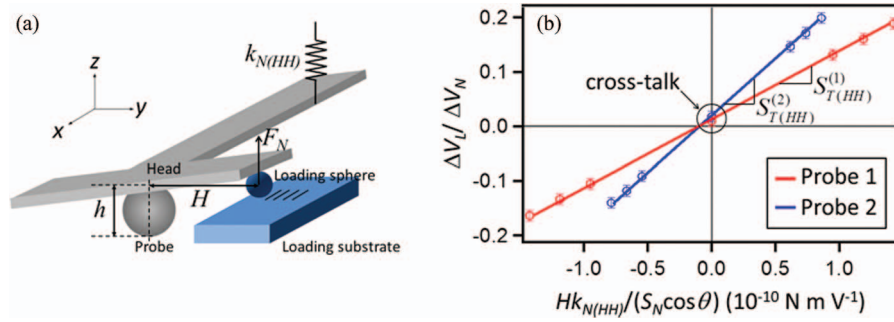 (a)
k_{N(HH)}
z
y
x
F_N
Head
Loading sphere
H
h
Probe
Loading substrate
(b)
0.2
0.1
0.0
-0.1
-0.2
ΔV_L/ ΔV_N
cross-talk
S_{T(HH)}^{(2)}
S_{T(HH)}^{(1)}
Probe 1
Probe 2
-1.0
-0.5
0.0
0.5
1.0
Hk_{N(HH)}/(S_Ncosθ) (10^{-10} N m V^{-1})